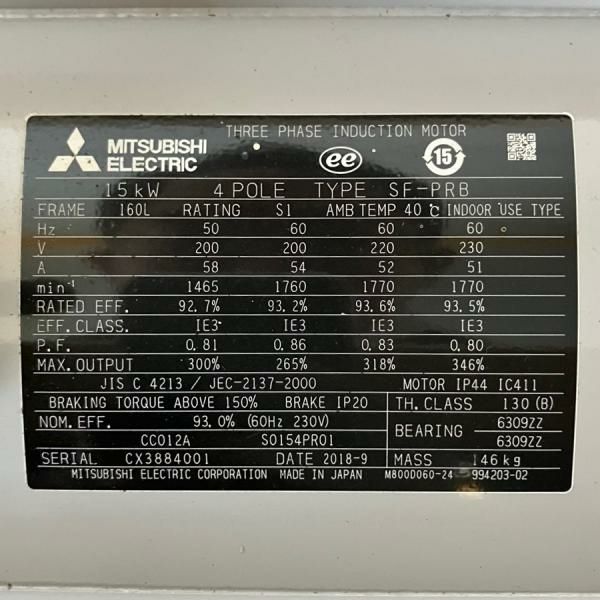 MITSUBISHI ELECTRIC THREE PHASE INDUCTION MOTOR
ee 15
15kW 4 POLE TYPE SF-PRB
FRAME 160L RATING S1 AMB TEMP 40℃ INDOOR USE TYPE
Hz 50 60 60 60
V 200 200 220 230
A 58 54 52 51
min⁻¹ 1465 1760 1770 1770
RATED EFF. 92.7% 93.2% 93.6% 93.5%
EFF. CLASS. IE3 IE3 IE3 IE3
P.F. 0.81 0.86 0.83 0.80
MAX. OUTPUT 300% 265% 318% 346%
JIS C 4213 / JEC-2137-2000 MOTOR IP44 IC411
BRAKING TORQUE ABOVE 150% BRAKE IP20 TH. CLASS 130 (B)
NOM. EFF. 93.0% (60Hz 230V) BEARING 6309ZZ
CC012A S0154PR01 6309ZZ
SERIAL CX3884001 DATE 2018-9 MASS 146kg
MITSUBISHI ELECTRIC CORPORATION MADE IN JAPAN M8000060-24 994203-02